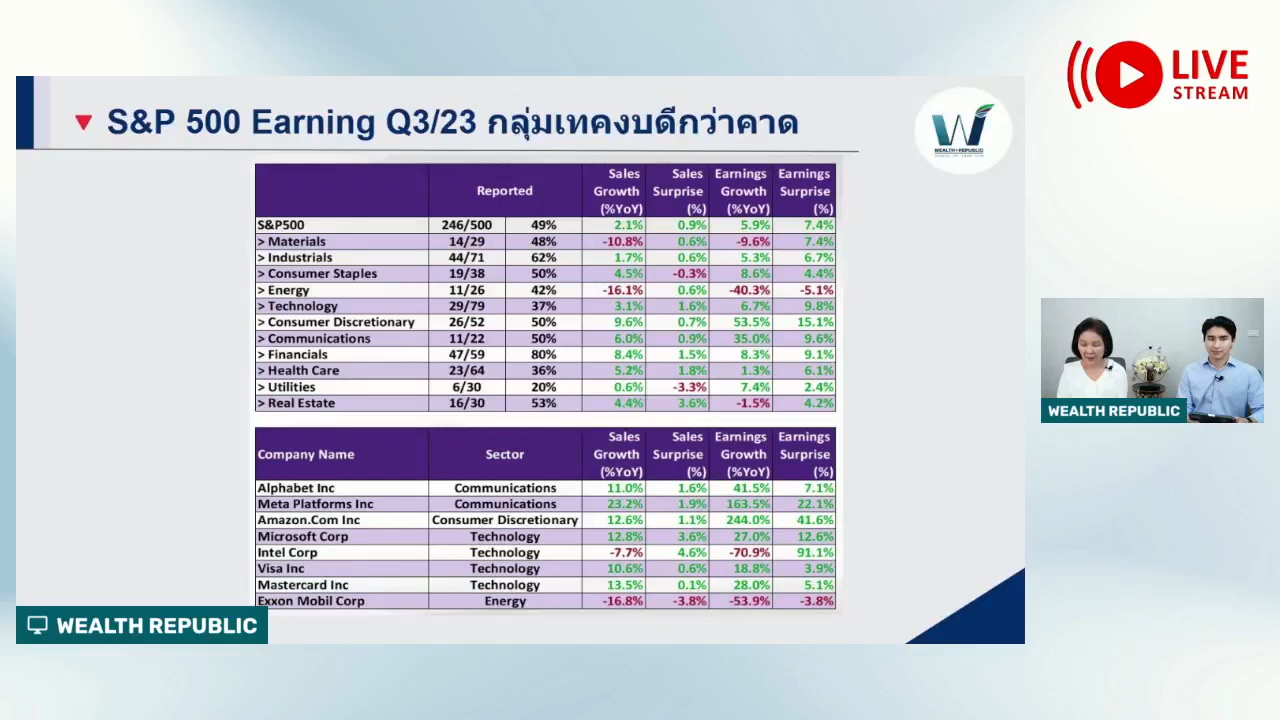 LIVE
STREAM
S&P 500 Earning Q3/23 กลุ่มเทคงบดีกว่าคาด
WEALTH REPUBLIC
Reported Sales Growth (%YoY) Sales Surprise (%) Earnings Growth (%YoY) Earnings Surprise (%)
S&P500 246/500 49% 2.1% 0.9% 5.9% 7.4%
> Materials 14/29 48% -10.8% 0.6% -9.6% 7.4%
> Industrials 44/71 62% 1.7% 0.6% 5.3% 6.7%
> Consumer Staples 19/38 50% 4.5% -0.3% 8.6% 4.4%
> Energy 11/26 42% -16.1% 0.6% -40.3% -5.1%
> Technology 29/79 37% 3.1% 1.6% 6.7% 9.8%
> Consumer Discretionary 26/52 50% 9.6% 0.7% 53.5% 15.1%
> Communications 11/22 50% 6.0% 0.9% 35.0% 9.6%
> Financials 47/59 80% 8.4% 1.5% 8.3% 9.1%
> Health Care 23/64 36% 5.2% 1.8% 1.3% 6.1%
> Utilities 6/30 20% 0.6% -3.3% 7.4% 2.4%
> Real Estate 16/30 53% 4.4% 3.6% -1.5% 4.2%
Company Name Sector Sales Growth (%YoY) Sales Surprise (%) Earnings Growth (%YoY) Earnings Surprise (%)
Alphabet Inc Communications 11.0% 1.6% 41.5% 7.1%
Meta Platforms Inc Communications 23.2% 1.9% 163.5% 22.1%
Amazon.Com Inc Consumer Discretionary 12.6% 1.1% 244.0% 41.6%
Microsoft Corp Technology 12.8% 3.6% 27.0% 12.6%
Intel Corp Technology -7.7% 4.6% -70.9% 91.1%
Visa Inc Technology 10.6% 0.6% 18.8% 3.9%
Mastercard Inc Technology 13.5% 0.1% 28.0% 5.1%
Exxon Mobil Corp Energy -16.8% -3.8% -53.9% -3.8%
WEALTH REPUBLIC
WEALTH REPUBLIC